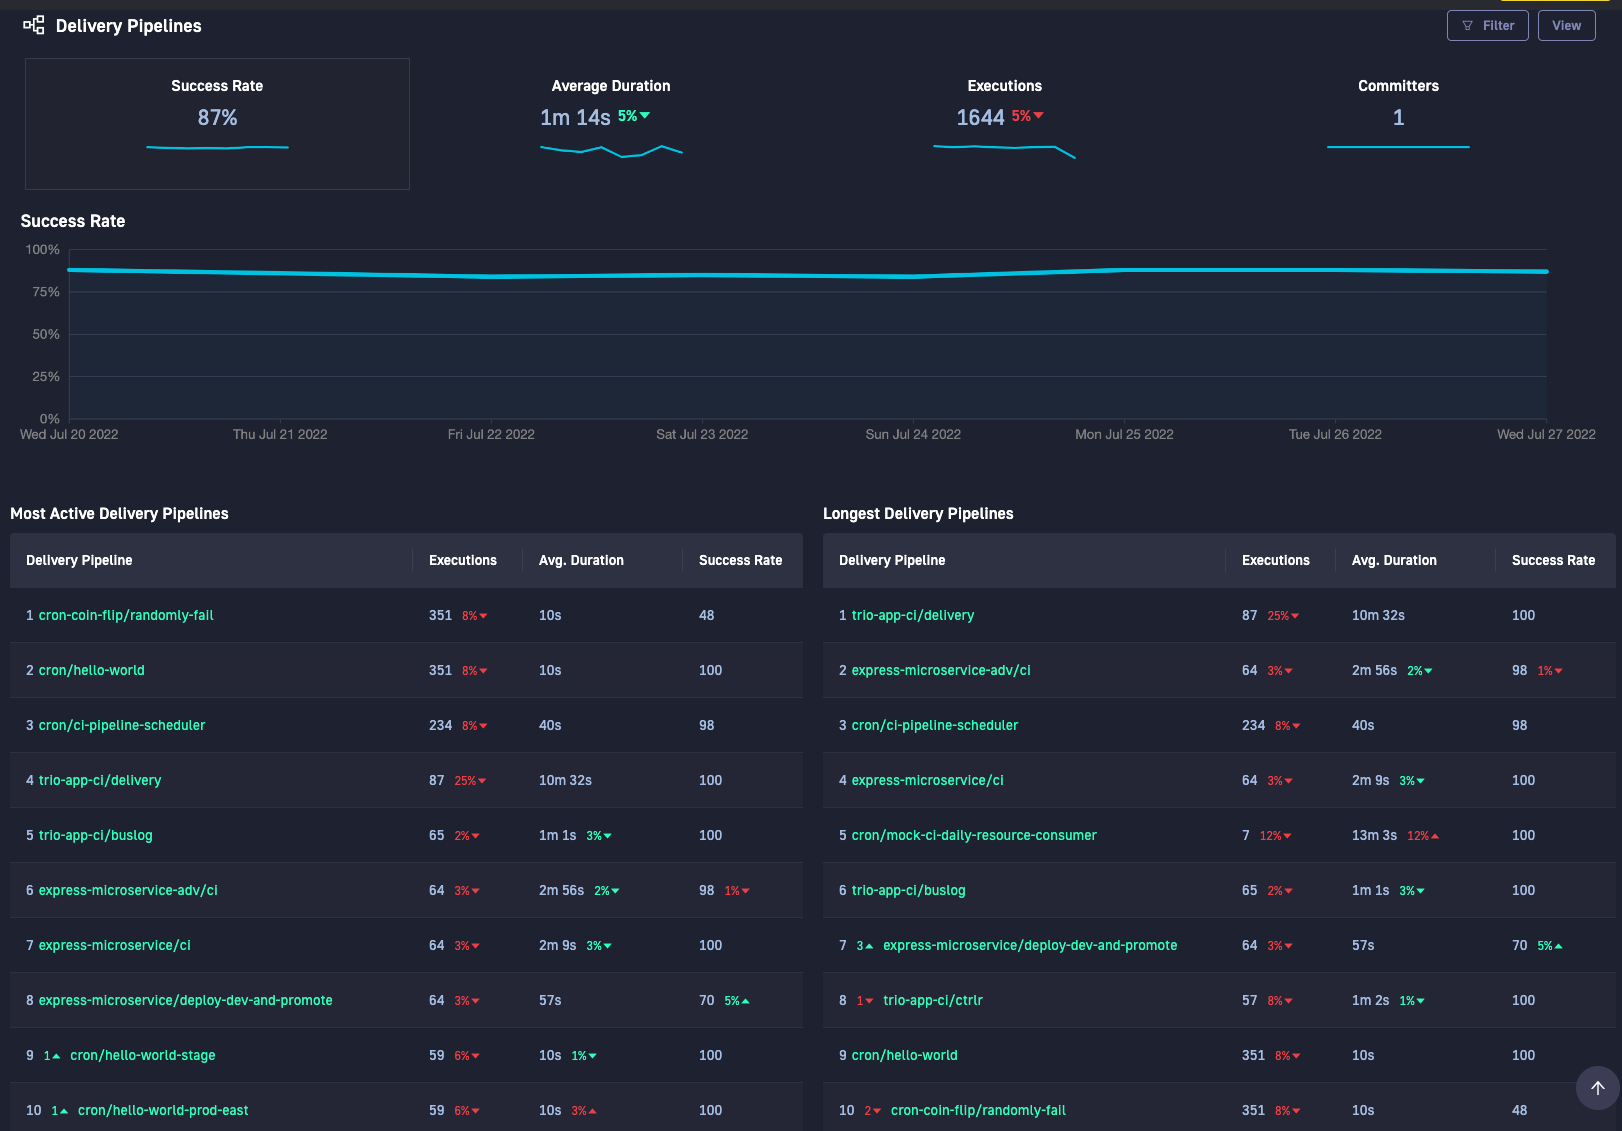 Delivery Pipelines
Filter View
Success Rate Average Duration Executions Committers
87% 1m 14s 5% 1644 5% 1
Success Rate
100%
75%
50%
25%
0%
Wed Jul 20 2022 Thu Jul 21 2022 Fri Jul 22 2022 Sat Jul 23 2022 Sun Jul 24 2022 Mon Jul 25 2022 Tue Jul 26 2022 Wed Jul 27 2022
Most Active Delivery Pipelines
Delivery Pipeline Executions Avg. Duration Success Rate
1 cron-coin-flip/randomly-fail 351 8% 10s 48
2 cron/hello-world 351 8% 10s 100
3 cron/ci-pipeline-scheduler 234 8% 40s 98
4 trio-app-ci/delivery 87 25% 10m 32s 100
5 trio-app-ci/buslog 65 2% 1m 1s 3% 100
6 express-microservice-adv/ci 64 3% 2m 56s 2% 98 1%
7 express-microservice/ci 64 3% 2m 9s 3% 100
8 express-microservice/deploy-dev-and-promote 64 3% 57s 70 5%
9 1 cron/hello-world-stage 59 6% 10s 1% 100
10 1 cron/hello-world-prod-east 59 6% 10s 3% 100
Longest Delivery Pipelines
Delivery Pipeline Executions Avg. Duration Success Rate
1 trio-app-ci/delivery 87 25% 10m 32s 100
2 express-microservice-adv/ci 64 3% 2m 56s 2% 98 1%
3 cron/ci-pipeline-scheduler 234 8% 40s 98
4 express-microservice/ci 64 3% 2m 9s 3% 100
5 cron/mock-ci-daily-resource-consumer 7 12% 13m 3s 12% 100
6 trio-app-ci/buslog 65 2% 1m 1s 3% 100
7 3 express-microservice/deploy-dev-and-promote 64 3% 57s 70 5%
8 1 trio-app-ci/ctrlr 57 8% 1m 2s 1% 100
9 cron/hello-world 351 8% 10s 100
10 2 cron-coin-flip/randomly-fail 351 8% 10s 48